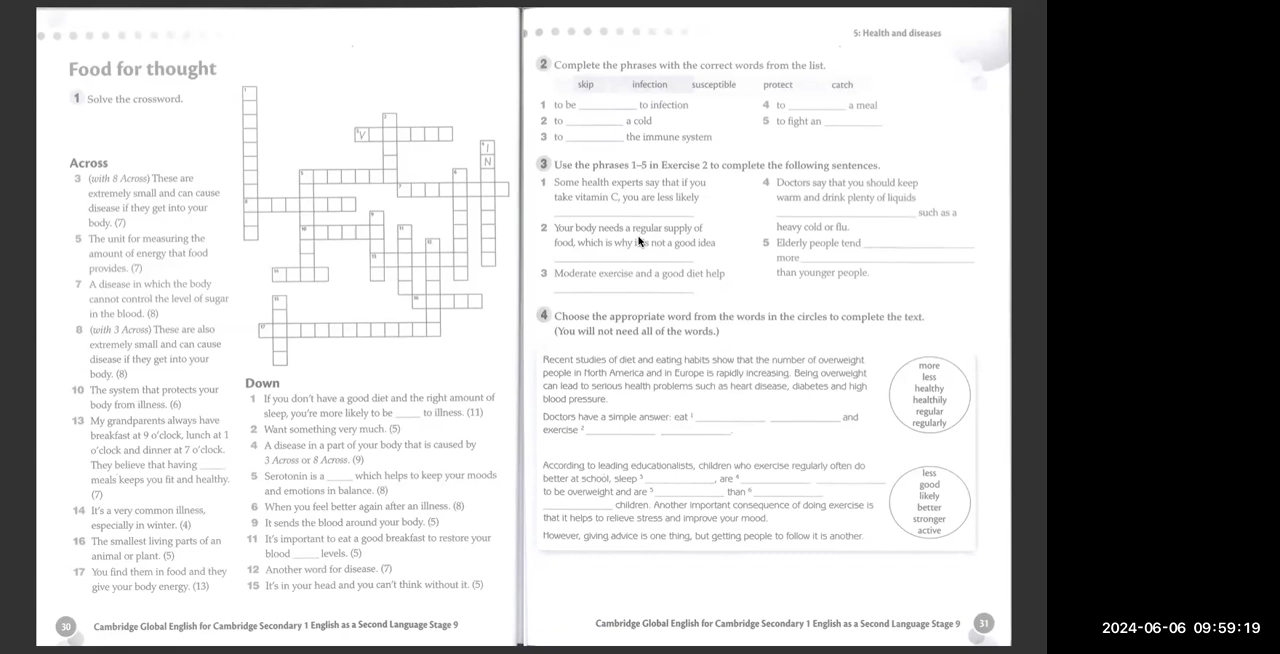 Food for thought
1 Solve the crossword.
Across
3 (with 8 Across) These are
extremely small and can cause
disease if they get into your
body. (7)
5 The unit for measuring the
amount of energy that food
provides. (7)
7 A disease in which the body
cannot control the level of sugar
in the blood. (8)
8 (with 3 Across) These are also
extremely small and can cause
disease if they get into your
body. (8)
10 The system that protects your
body from illness. (6)
13 My grandparents always have
breakfast at 9 o'clock, lunch at 1
o'clock and dinner at 7 o'clock.
They believe that having ____
meals keeps you fit and healthy.
(7)
14 It's a very common illness,
especially in winter. (4)
16 The smallest living parts of an
animal or plant. (5)
17 You find them in food and they
give your body energy. (13)
V
I
N
Down
1 If you don't have a good diet and the right amount of
sleep, you're more likely to be ____ to illness. (11)
2 Want something very much. (5)
4 A disease in a part of your body that is caused by
3 Across or 8 Across. (9)
5 Serotonin is a ____ which helps to keep your moods
and emotions in balance. (8)
6 When you feel better again after an illness. (8)
9 It sends the blood around your body. (5)
11 It's important to eat a good breakfast to restore your
blood ____ levels. (5)
12 Another word for disease. (7)
15 It's in your head and you can't think without it. (5)
30 Cambridge Global English for Cambridge Secondary 1 English as a Second Language Stage 9
5: Health and diseases
2 Complete the phrases with the correct words from the list.
skip infection susceptible protect catch
1 to be ____ to infection
2 to ____ a cold
3 to ____ the immune system
4 to ____ a meal
5 to fight an ____
3 Use the phrases 1–5 in Exercise 2 to complete the following sentences.
1 Some health experts say that if you
take vitamin C, you are less likely
____
2 Your body needs a regular supply of
food, which is why it's not a good idea
____
3 Moderate exercise and a good diet help
____
4 Doctors say that you should keep
warm and drink plenty of liquids
____ such as a
heavy cold or flu.
5 Elderly people tend ____
more ____
than younger people.
4 Choose the appropriate word from the words in the circles to complete the text.
(You will not need all of the words.)
Recent studies of diet and eating habits show that the number of overweight
people in North America and in Europe is rapidly increasing. Being overweight
can lead to serious health problems such as heart disease, diabetes and high
blood pressure.
Doctors have a simple answer: eat 1 ____ ____ and
exercise 2 ____ ____.
more
less
healthy
healthily
regular
regularly
According to leading educationalists, children who exercise regularly often do
better at school, sleep 3 ____, are 4 ____ ____
to be overweight and are 5 ____ than 6 ____
____ children. Another important consequence of doing exercise is
that it helps to relieve stress and improve your mood.
However, giving advice is one thing, but getting people to follow it is another.
less
good
likely
better
stronger
active
Cambridge Global English for Cambridge Secondary 1 English as a Second Language Stage 9 31
2024-06-06 09:59:19